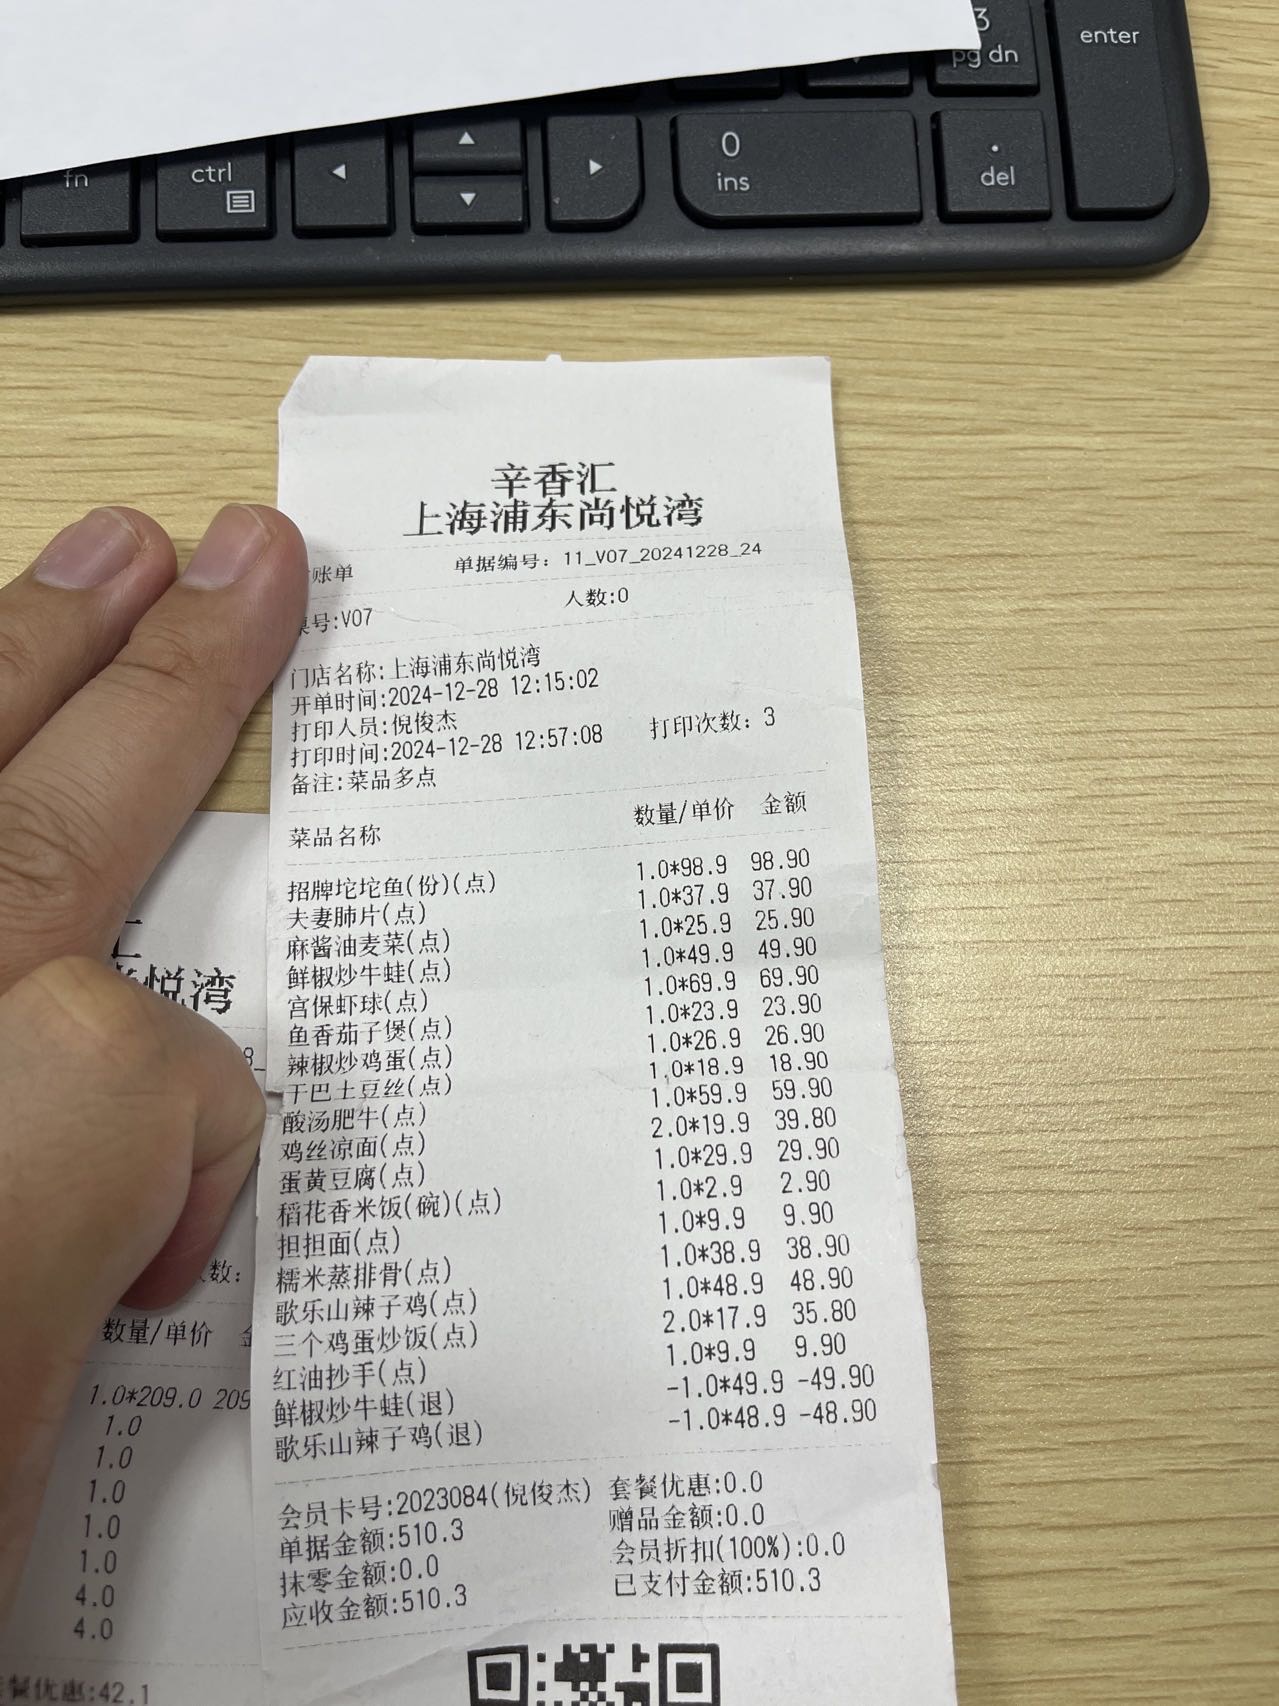 3
pg dn
enter
fn
ctrl
0
ins
.
del
辛香汇
上海浦东尚悦湾
账单 单据编号：11_V07_20241228_24
号:V07 人数:0
门店名称:上海浦东尚悦湾
开单时间:2024-12-28 12:15:02
打印人员:倪俊杰
打印时间:2024-12-28 12:57:08 打印次数：3
备注:菜品多点
菜品名称 数量/单价 金额
招牌坨坨鱼(份)(点) 1.0*98.9 98.90
夫妻肺片(点) 1.0*37.9 37.90
麻酱油麦菜(点) 1.0*25.9 25.90
鲜椒炒牛蛙(点) 1.0*49.9 49.90
宫保虾球(点) 1.0*69.9 69.90
鱼香茄子煲(点) 1.0*23.9 23.90
辣椒炒鸡蛋(点) 1.0*26.9 26.90
干巴土豆丝(点) 1.0*18.9 18.90
酸汤肥牛(点) 1.0*59.9 59.90
鸡丝凉面(点) 2.0*19.9 39.80
蛋黄豆腐(点) 1.0*29.9 29.90
稻花香米饭(碗)(点) 1.0*2.9 2.90
担担面(点) 1.0*9.9 9.90
糯米蒸排骨(点) 1.0*38.9 38.90
歌乐山辣子鸡(点) 1.0*48.9 48.90
三个鸡蛋炒饭(点) 2.0*17.9 35.80
红油抄手(点) 1.0*9.9 9.90
鲜椒炒牛蛙(退) -1.0*49.9 -49.90
歌乐山辣子鸡(退) -1.0*48.9 -48.90
会员卡号:2023084(倪俊杰) 套餐优惠:0.0
单据金额:510.3 赠品金额:0.0
抹零金额:0.0 会员折扣(100%):0.0
应收金额:510.3 已支付金额:510.3
汇
悦湾
8_
数:
数量/单价
1.0*209.0 209
1.0
1.0
1.0
1.0
1.0
4.0
4.0
餐优惠:42.1